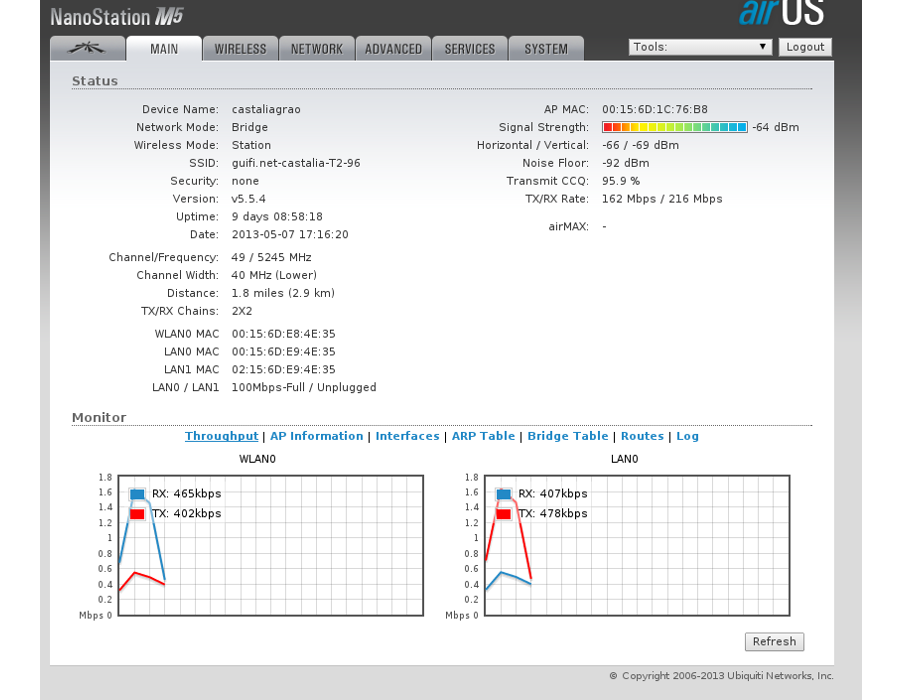 NanoStation M5
airOS
MAIN WIRELESS NETWORK ADVANCED SERVICES SYSTEM Tools: Logout
Status
Device Name: castaliagrao
Network Mode: Bridge
Wireless Mode: Station
SSID: guifi.net-castalia-T2-96
Security: none
Version: v5.5.4
Uptime: 9 days 08:58:18
Date: 2013-05-07 17:16:20
Channel/Frequency: 49 / 5245 MHz
Channel Width: 40 MHz (Lower)
Distance: 1.8 miles (2.9 km)
TX/RX Chains: 2X2
WLAN0 MAC 00:15:6D:E8:4E:35
LAN0 MAC 00:15:6D:E9:4E:35
LAN1 MAC 02:15:6D:E9:4E:35
LAN0 / LAN1 100Mbps-Full / Unplugged
AP MAC: 00:15:6D:1C:76:B8
Signal Strength: -64 dBm
Horizontal / Vertical: -66 / -69 dBm
Noise Floor: -92 dBm
Transmit CCQ: 95.9 %
TX/RX Rate: 162 Mbps / 216 Mbps
airMAX: -
Monitor
Throughput | AP Information | Interfaces | ARP Table | Bridge Table | Routes | Log
WLAN0
1.8
1.6
1.4
1.2
1
0.8
0.6
0.4
0.2
Mbps 0
RX: 465kbps
TX: 402kbps
LAN0
1.8
1.6
1.4
1.2
1
0.8
0.6
0.4
0.2
Mbps 0
RX: 407kbps
TX: 478kbps
Refresh
© Copyright 2006-2013 Ubiquiti Networks, Inc.